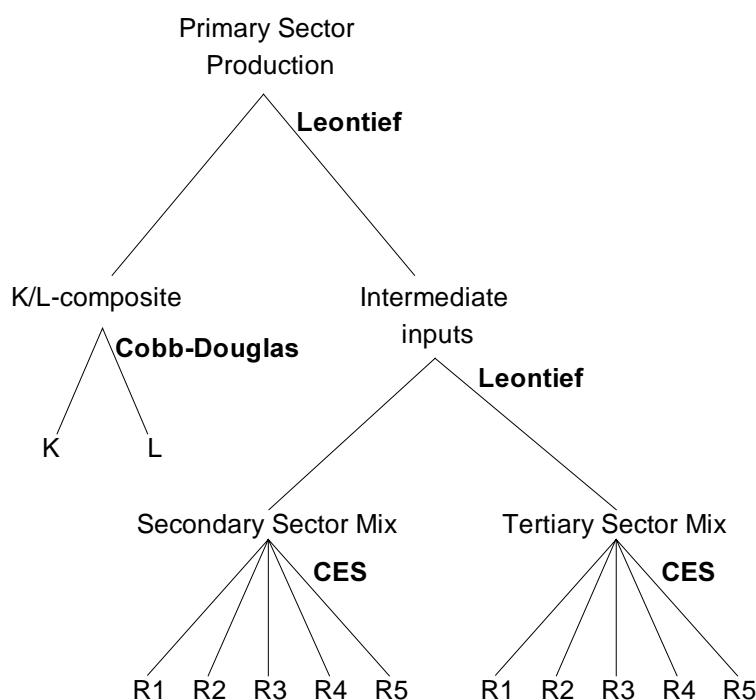 Primary Sector
Production
Leontief
K/L-composite
Intermediate
inputs
Cobb-Douglas
Leontief
K
L
Secondary Sector Mix
Tertiary Sector Mix
CES
CES
R1 R2 R3 R4 R5
R1 R2 R3 R4 R5